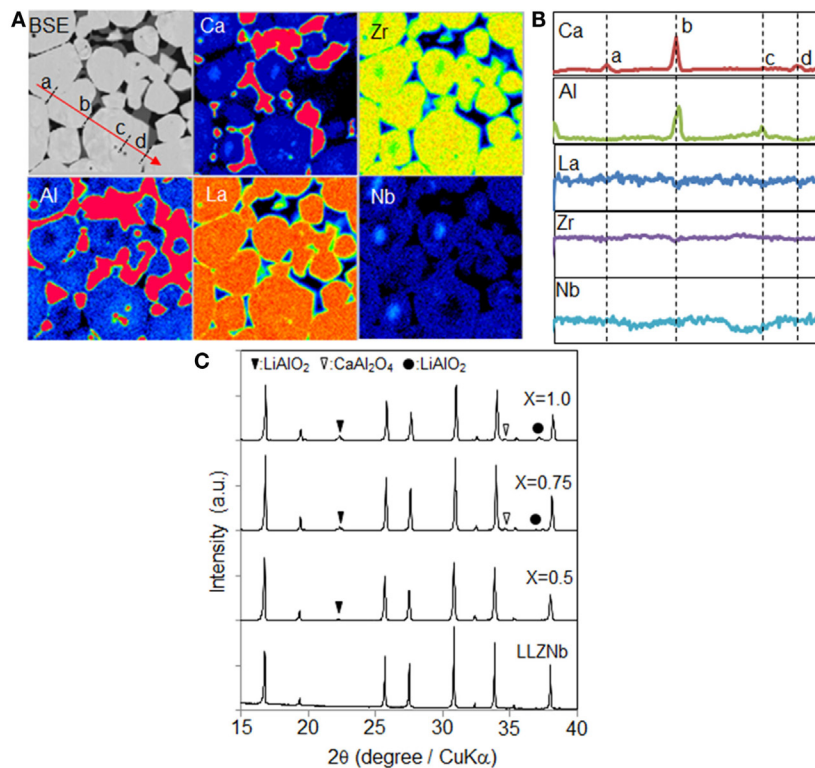 A
BSE
Ca
Zr
a
b
c
d
Al
La
Nb
B
Ca
a
b
c
d
Al
La
Zr
Nb
C
▼:LiAlO₂ ▽:CaAl₂O₄ ●:LiAlO₂
X=1.0
X=0.75
X=0.5
LLZNb
Intensity (a.u.)
15 20 25 30 35 40
2θ (degree / CuKα)